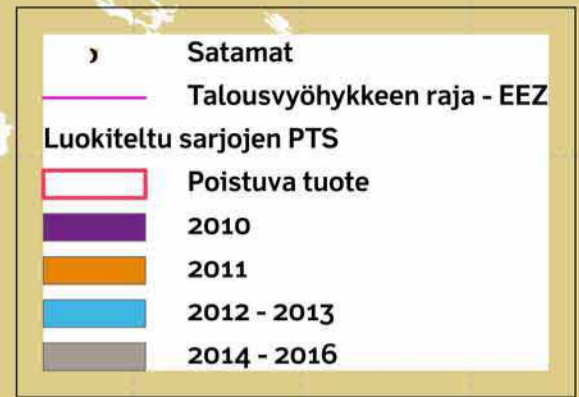 Satamat
Talousvyöhykkeen raja - EEZ
Luokiteltu sarjojen PTS
Poistuva tuote
2010
2011
2012 - 2013
2014 - 2016